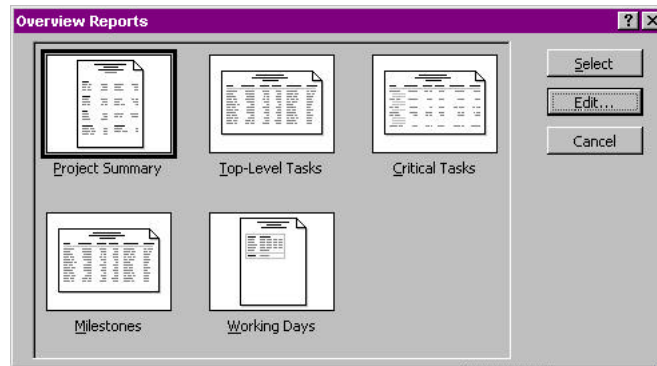 Overview Reports
Select
Edit...
Cancel
Project Summary
Top-Level Tasks
Critical Tasks
Milestones
Working Days